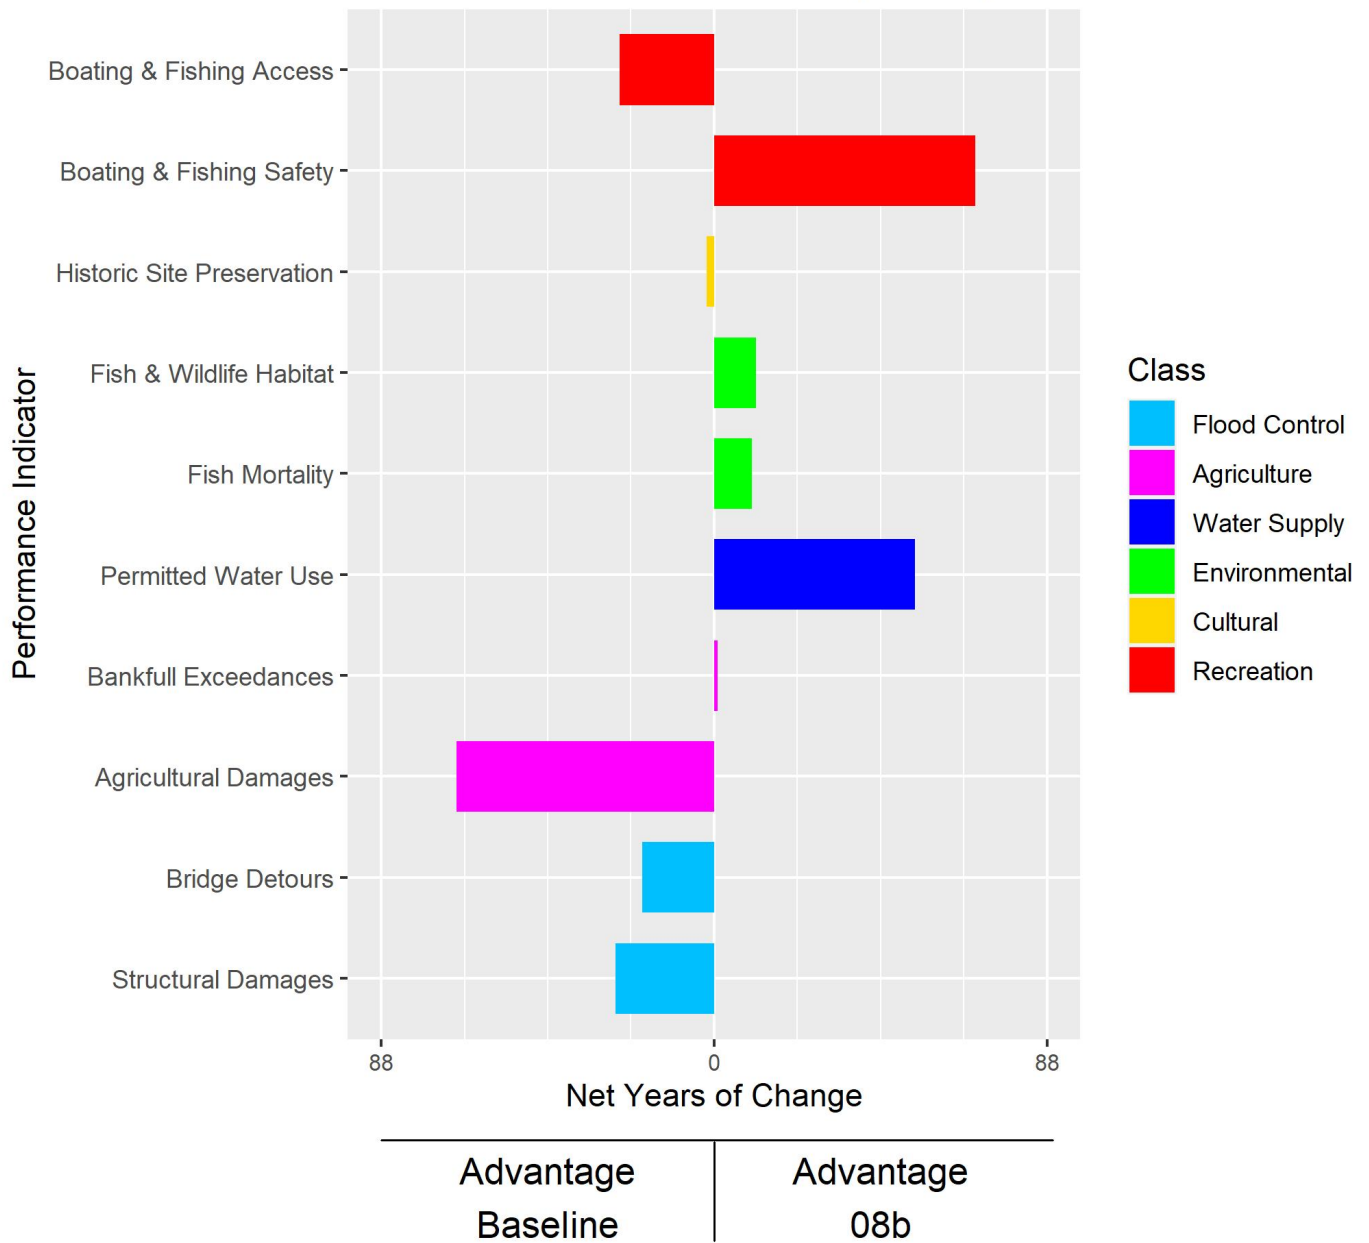 Boating & Fishing Access
Boating & Fishing Safety
Historic Site Preservation
Fish & Wildlife Habitat
Fish Mortality
Permitted Water Use
Bankfull Exceedances
Agricultural Damages
Bridge Detours
Structural Damages
Performance Indicator
88 0 88
Net Years of Change
Advantage Advantage
Baseline 08b
Class
Flood Control
Agriculture
Water Supply
Environmental
Cultural
Recreation